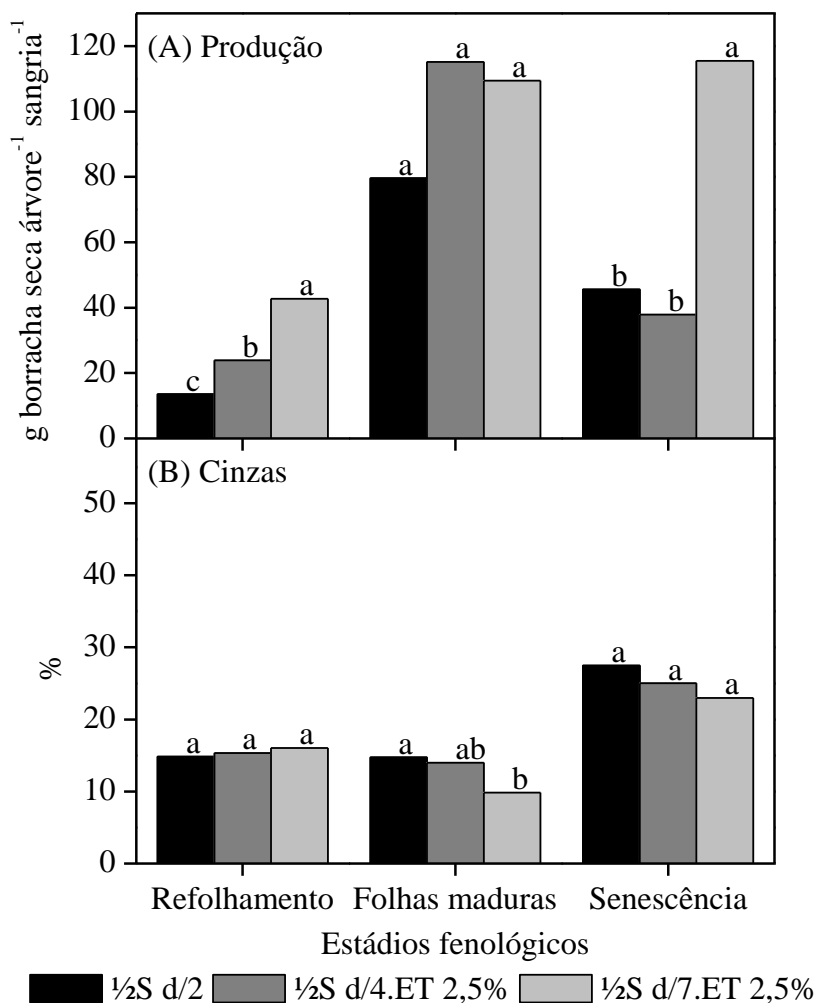 (A) Produção
g borracha seca árvore⁻¹ sangria⁻¹
120
100
80
60
40
20
0
c
b
a
a
a
a
b
b
a
(B) Cinzas
%
50
40
30
20
10
0
a
a
a
a
ab
b
a
a
a
Refolhamento Folhas maduras Senescência
Estádios fenológicos
½S d/2 ½S d/4.ET 2,5% ½S d/7.ET 2,5%